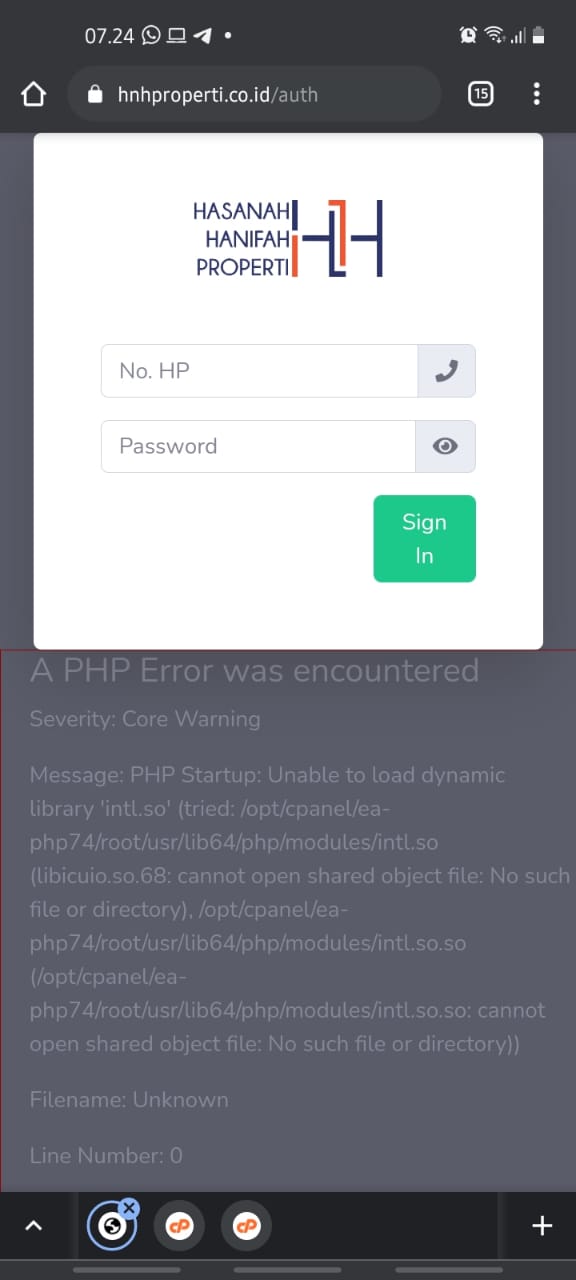 07.24
hnhproperti.co.id/auth
15
HASANAH
HANIFAH
PROPERTI
No. HP
Password
Sign
In
A PHP Error was encountered
Severity: Core Warning
Message: PHP Startup: Unable to load dynamic
library 'intl.so' (tried: /opt/cpanel/ea-
php74/root/usr/lib64/php/modules/intl.so
(libicuio.so.68: cannot open shared object file: No such
file or directory), /opt/cpanel/ea-
php74/root/usr/lib64/php/modules/intl.so.so
(/opt/cpanel/ea-
php74/root/usr/lib64/php/modules/intl.so.so: cannot
open shared object file: No such file or directory))
Filename: Unknown
Line Number: 0